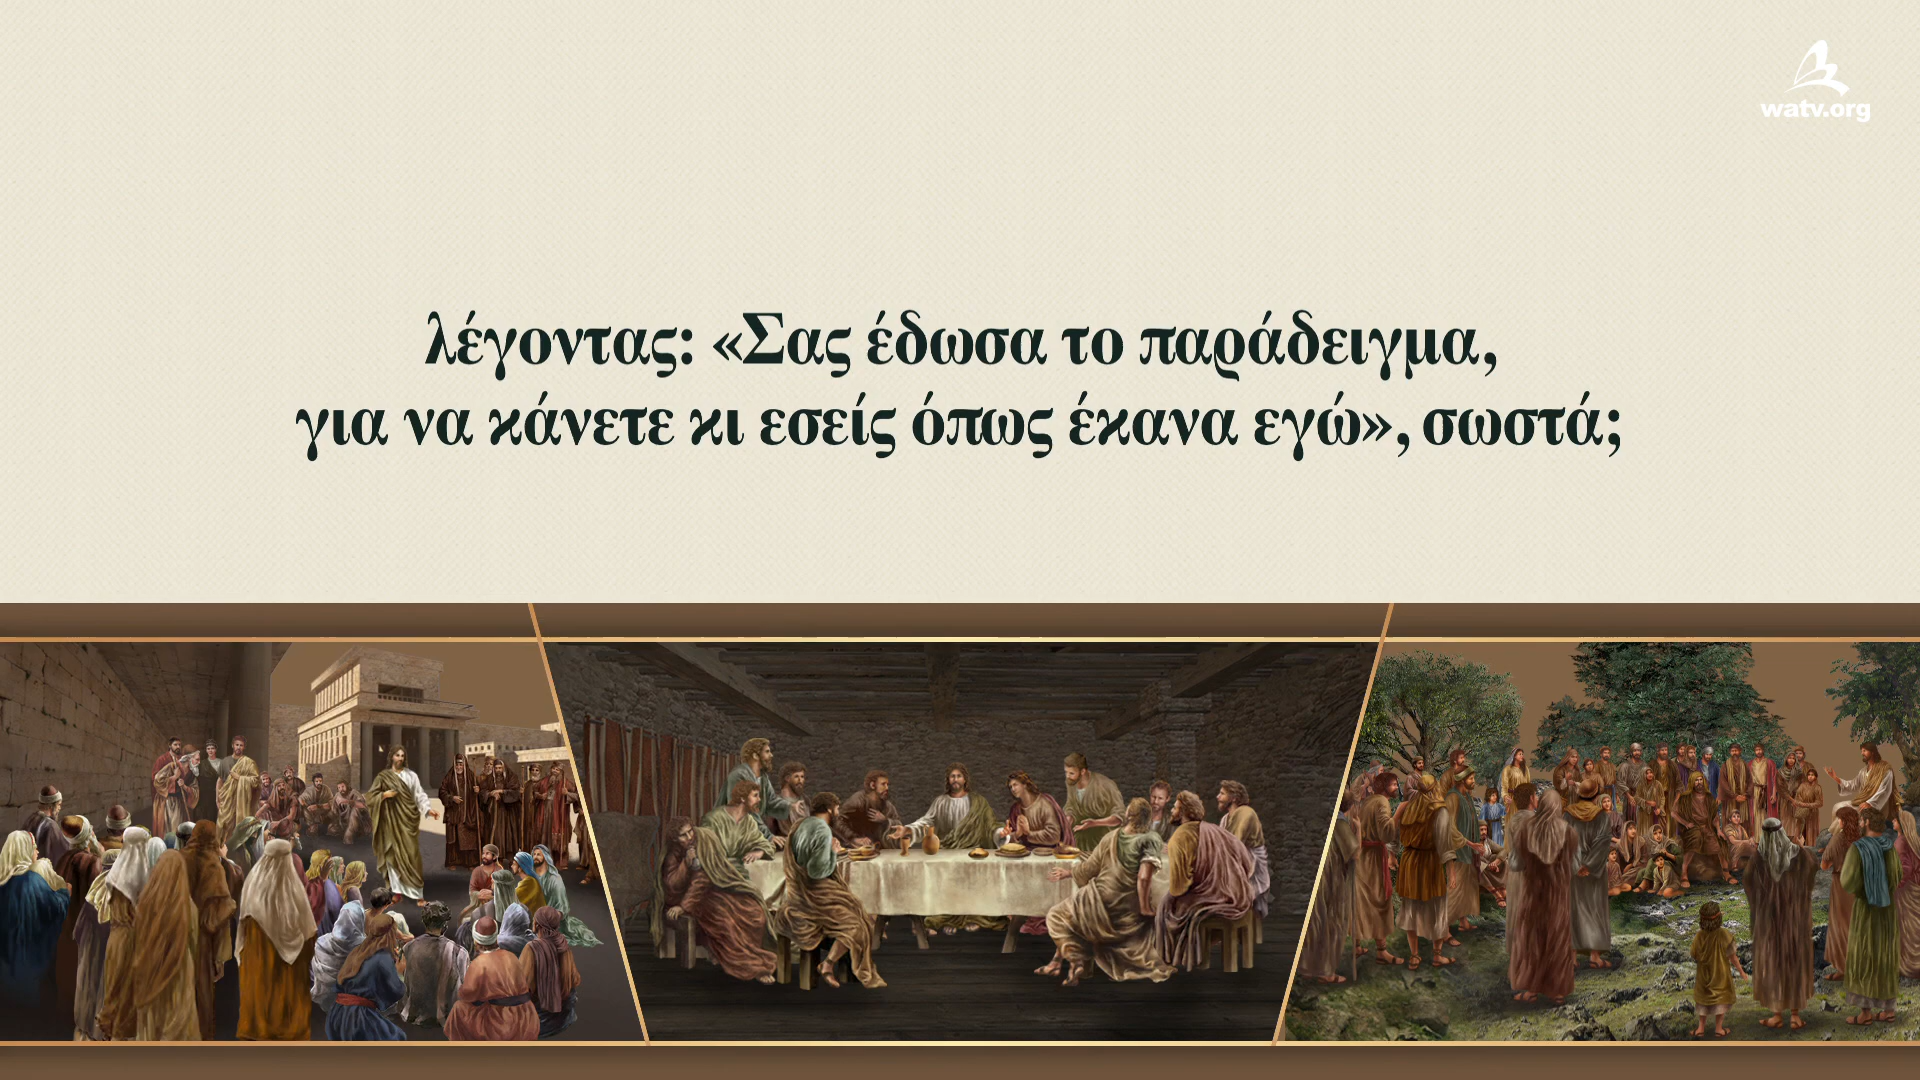 watv.org
λέγοντας: «Σας έδωσα το παράδειγμα,
για να κάνετε κι εσείς όπως έκανα εγώ», σωστά;